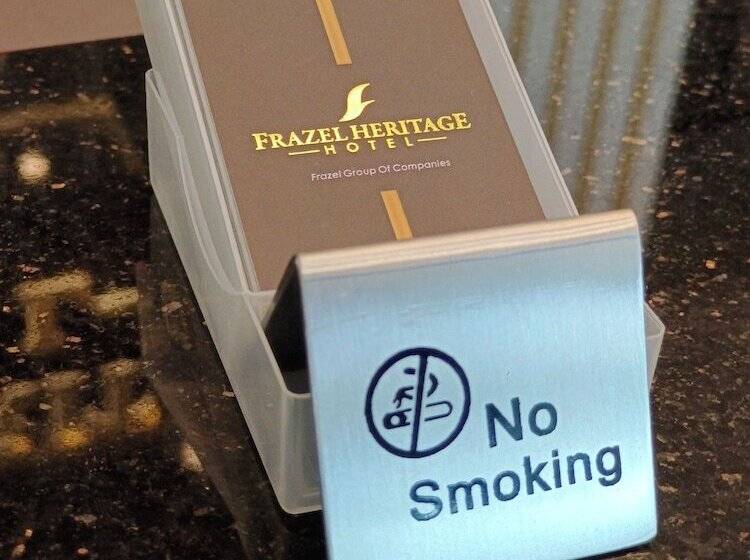 FRAZEL HERITAGE
HOTEL
Frazel Group Of Companies
No
Smoking